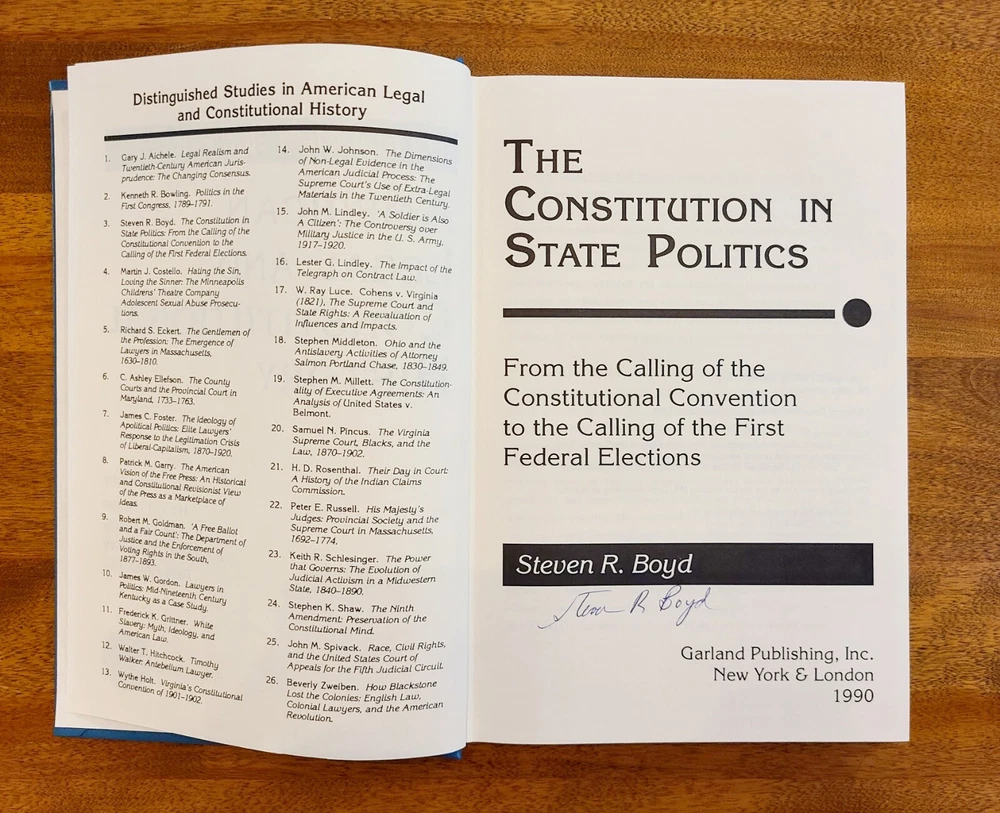 Distinguished Studies in American Legal
and Constitutional History
1. Gary J. Aichele. Legal Realism and
Twentieth-Century American Juris-
prudence: The Changing Consensus.
2. Kenneth R. Bowling. Politics in the
First Congress, 1789–1791.
3. Steven R. Boyd. The Constitution in
State Politics: From the Calling of the
Constitutional Convention to the
Calling of the First Federal Elections.
4. Martin J. Costello. Hating the Sin,
Loving the Sinner: The Minneapolis
Childrens' Theatre Company
Adolescent Sexual Abuse Prosecu-
tions.
5. Richard S. Eckert. The Gentlemen of
the Profession: The Emergence of
Lawyers in Massachusetts,
1630–1810.
6. C. Ashley Ellefson. The County
Courts and the Provincial Court in
Maryland, 1733–1763.
7. James C. Foster. The Ideology of
Apolitical Politics: Elite Lawyers'
Response to the Legitimation Crisis
of Liberal-Capitalism, 1870–1920.
8. Patrick M. Garry. The American
Vision of the Free Press: An Historical
and Constitutional Revisionist View
of the Press as a Marketplace of
Ideas.
9. Robert M. Goldman. 'A Free Ballot
and a Fair Count': The Department of
Justice and the Enforcement of
Voting Rights in the South,
1877–1893.
10. James W. Gordon. Lawyers in
Politics: Mid-Nineteenth Century
Kentucky as a Case Study.
11. Frederick K. Grittner. White
Slavery: Myth, Ideology, and
American Law.
12. Walter T. Hitchcock. Timothy
Walker: Antebellum Lawyer.
13. Wythe Holt. Virginia's Constitutional
Convention of 1901–1902.
14. John W. Johnson. The Dimensions
of Non-Legal Evidence in the
American Judicial Process: The
Supreme Court's Use of Extra-Legal
Materials in the Twentieth Century.
15. John M. Lindley. 'A Soldier is Also
A Citizen': The Controversy over
Military Justice in the U. S. Army,
1917–1920.
16. Lester G. Lindley. The Impact of the
Telegraph on Contract Law.
17. W. Ray Luce. Cohens v. Virginia
(1821), The Supreme Court and
State Rights: A Reevaluation of
Influences and Impacts.
18. Stephen Middleton. Ohio and the
Antislavery Activities of Attorney
Salmon Portland Chase, 1830–1849.
19. Stephen M. Millett. The Constitution-
ality of Executive Agreements: An
Analysis of United States v.
Belmont.
20. Samuel N. Pincus. The Virginia
Supreme Court, Blacks, and the
Law, 1870–1902.
21. H. D. Rosenthal. Their Day in Court:
A History of the Indian Claims
Commission.
22. Peter E. Russell. His Majesty's
Judges: Provincial Society and the
Supreme Court in Massachusetts,
1692–1774.
23. Keith R. Schlesinger. The Power
that Governs: The Evolution of
Judicial Activism in a Midwestern
State, 1840–1890.
24. Stephen K. Shaw. The Ninth
Amendment: Preservation of the
Constitutional Mind.
25. John M. Spivack. Race, Civil Rights,
and the United States Court of
Appeals for the Fifth Judicial Circuit.
26. Beverly Zweiben. How Blackstone
Lost the Colonies: English Law,
Colonial Lawyers, and the American
Revolution.
THE
CONSTITUTION IN
STATE POLITICS
From the Calling of the
Constitutional Convention
to the Calling of the First
Federal Elections
Steven R. Boyd
Steven R Boyd
Garland Publishing, Inc.
New York & London
1990